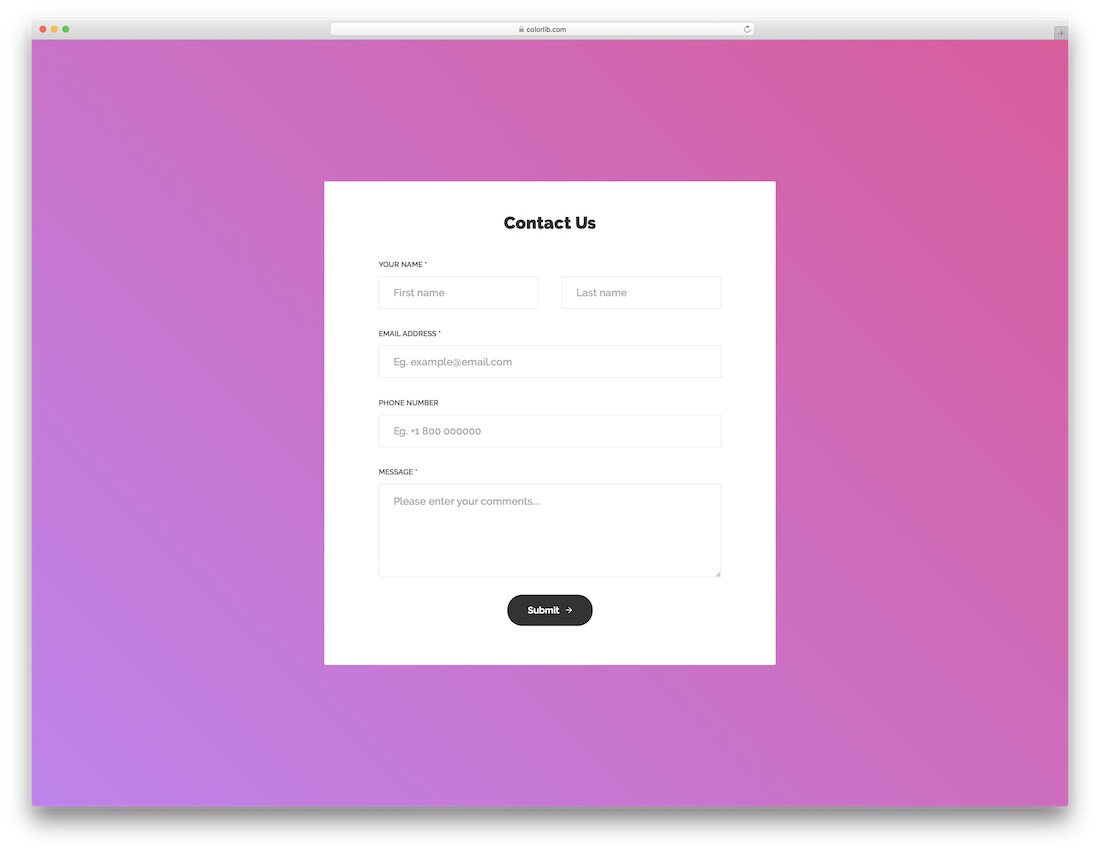 colorlib.com
Contact Us
YOUR NAME *
First name Last name
EMAIL ADDRESS *
Eg. example@email.com
PHONE NUMBER
Eg. +1 800 000000
MESSAGE *
Please enter your comments...
Submit →